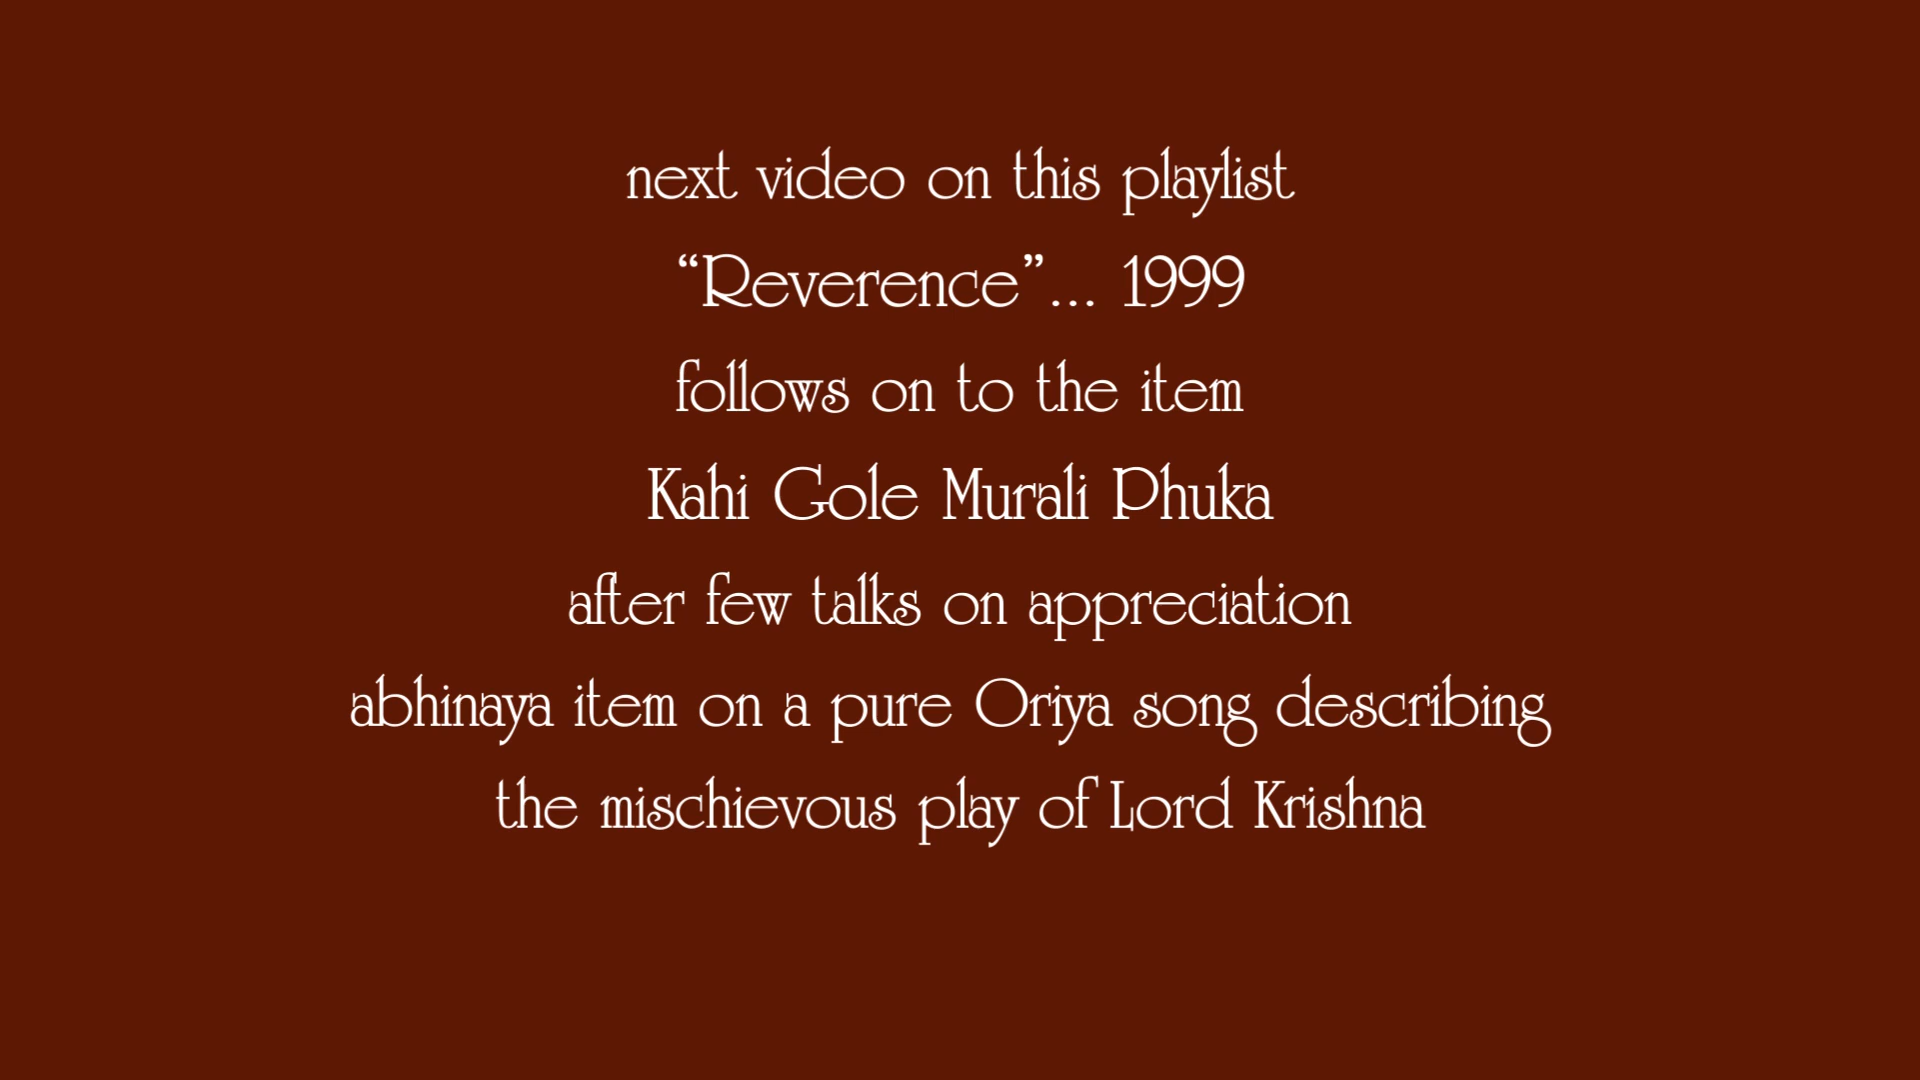 next video on this playlist
“Reverence”... 1999
follows on to the item
Kahi Gole Murali Phuka
after few talks on appreciation
abhinaya item on a pure Oriya song describing
the mischievous play of Lord Krishna